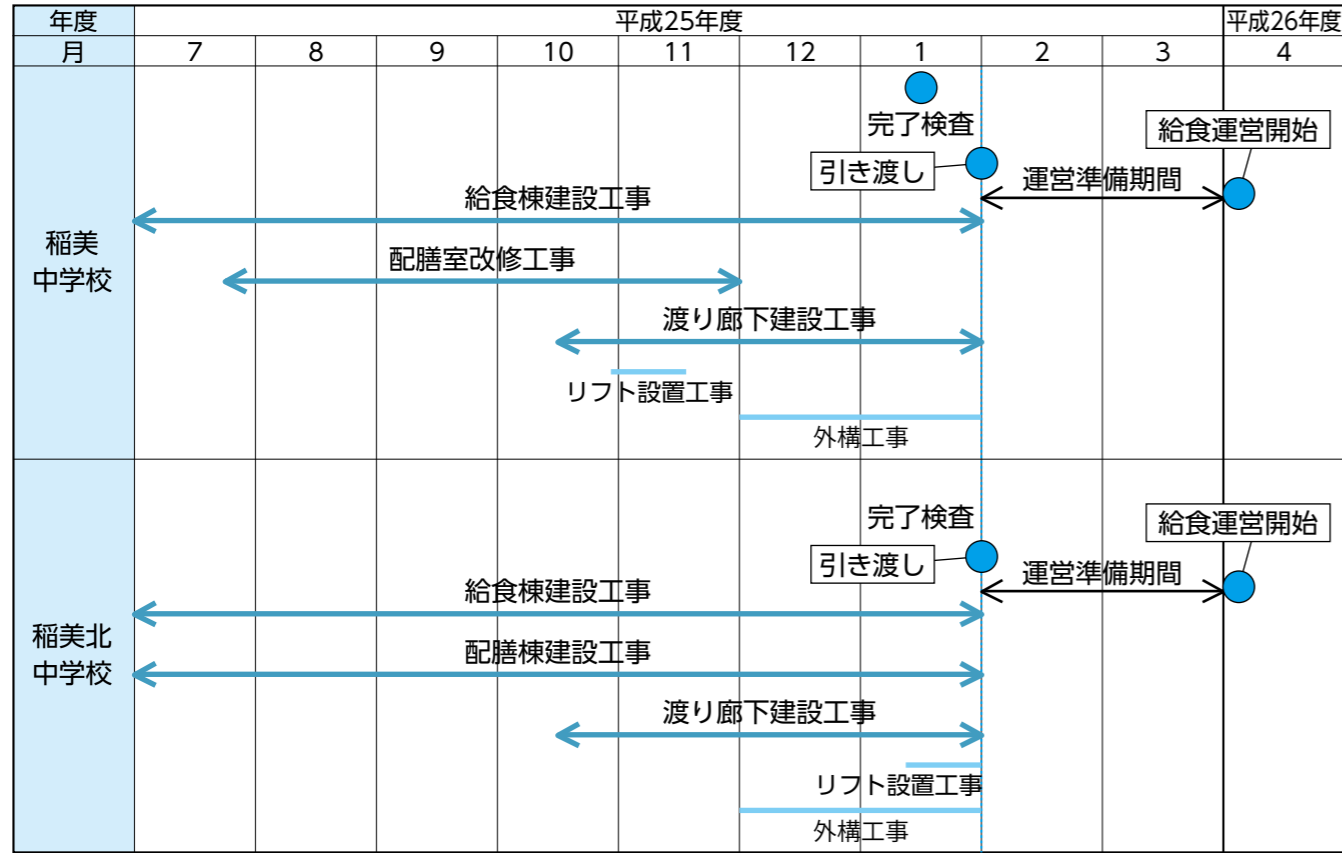 年度 平成25年度 平成26年度
月 7 8 9 10 11 12 1 2 3 4
稲美
中学校
完了検査
給食運営開始
引き渡し
運営準備期間
給食棟建設工事
配膳室改修工事
渡り廊下建設工事
リフト設置工事
外構工事
稲美北
中学校
完了検査
給食運営開始
引き渡し
運営準備期間
給食棟建設工事
配膳棟建設工事
渡り廊下建設工事
リフト設置工事
外構工事